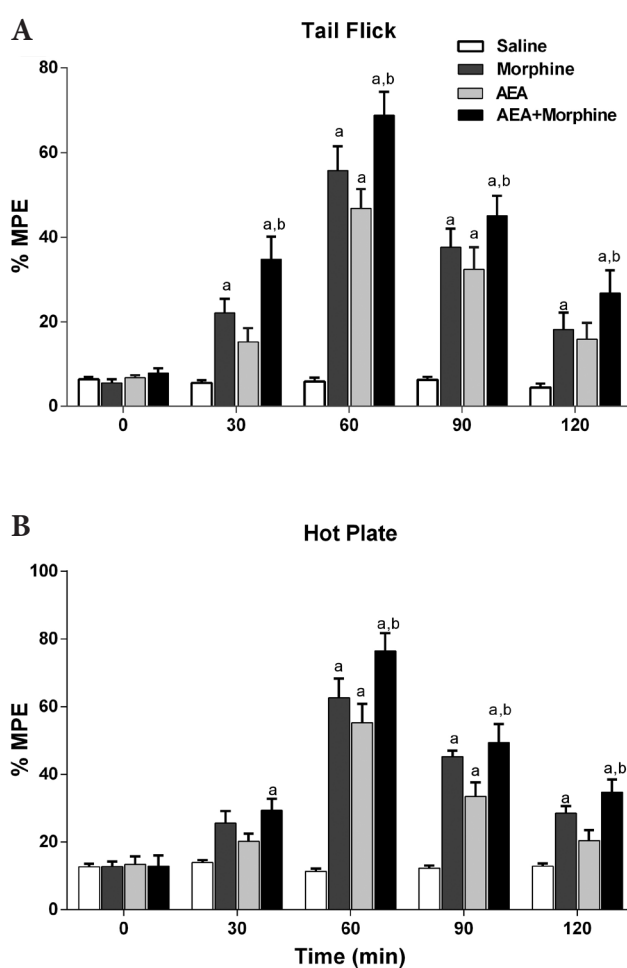 A
Tail Flick
Saline
Morphine
AEA
AEA+Morphine
% MPE
80
60
40
20
0
a
a,b
a
a
a,b
a
a
a,b
a
a,b
0 30 60 90 120
B
Hot Plate
% MPE
100
80
60
40
20
0
a
a
a
a,b
a
a
a,b
a
a,b
0 30 60 90 120
Time (min)